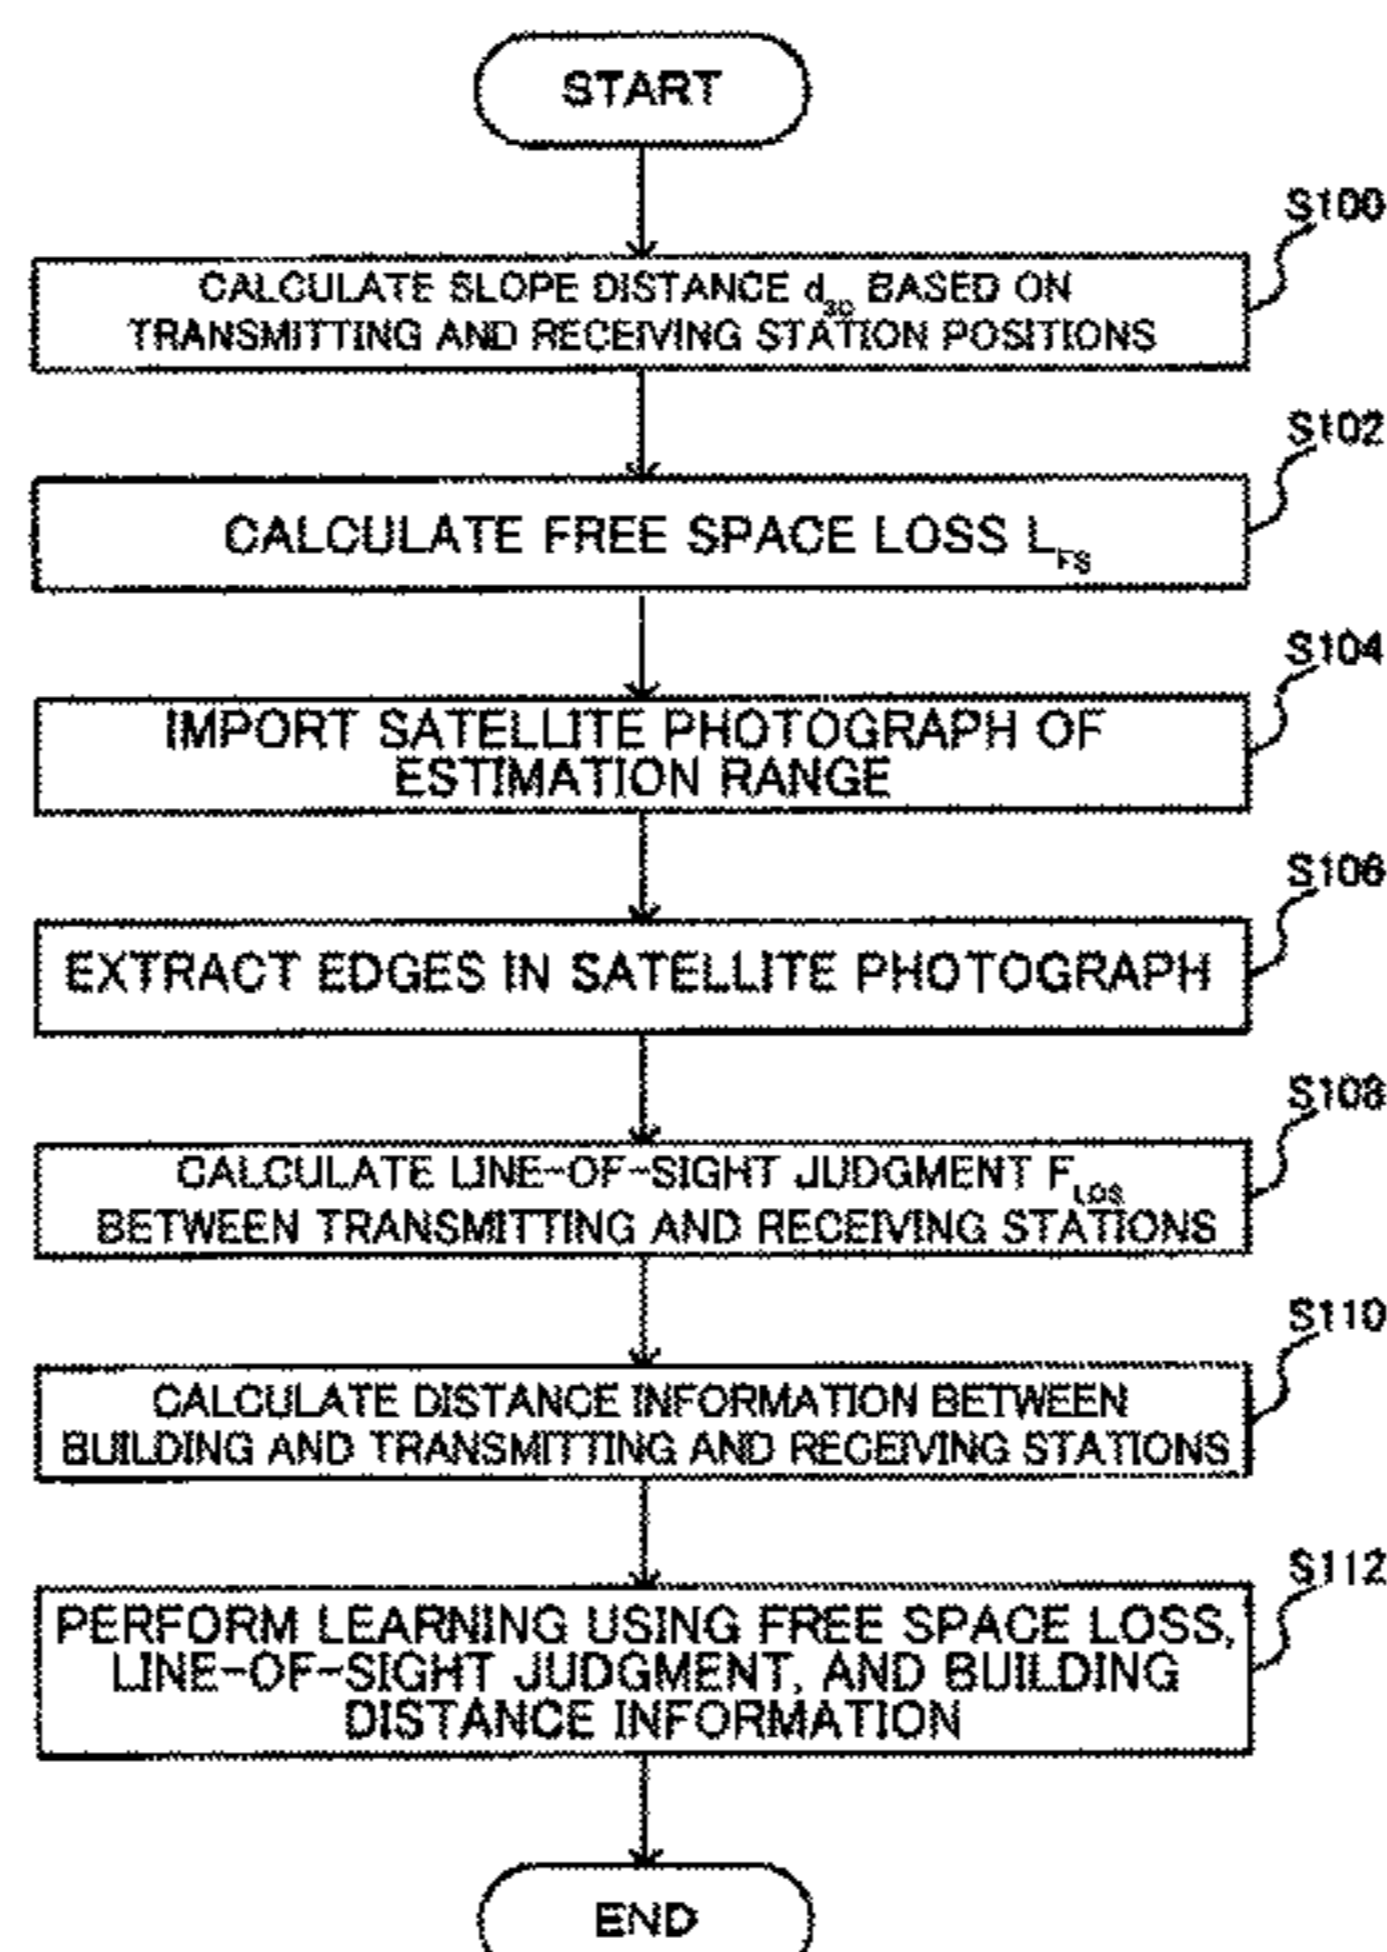 START
S100
CALCULATE SLOPE DISTANCE d3D BASED ON
TRANSMITTING AND RECEIVING STATION POSITIONS
S102
CALCULATE FREE SPACE LOSS LFS
S104
IMPORT SATELLITE PHOTOGRAPH OF
ESTIMATION RANGE
S106
EXTRACT EDGES IN SATELLITE PHOTOGRAPH
S108
CALCULATE LINE-OF-SIGHT JUDGMENT FLOS
BETWEEN TRANSMITTING AND RECEIVING STATIONS
S110
CALCULATE DISTANCE INFORMATION BETWEEN
BUILDING AND TRANSMITTING AND RECEIVING STATIONS
S112
PERFORM LEARNING USING FREE SPACE LOSS,
LINE-OF-SIGHT JUDGMENT, AND BUILDING
DISTANCE INFORMATION
END